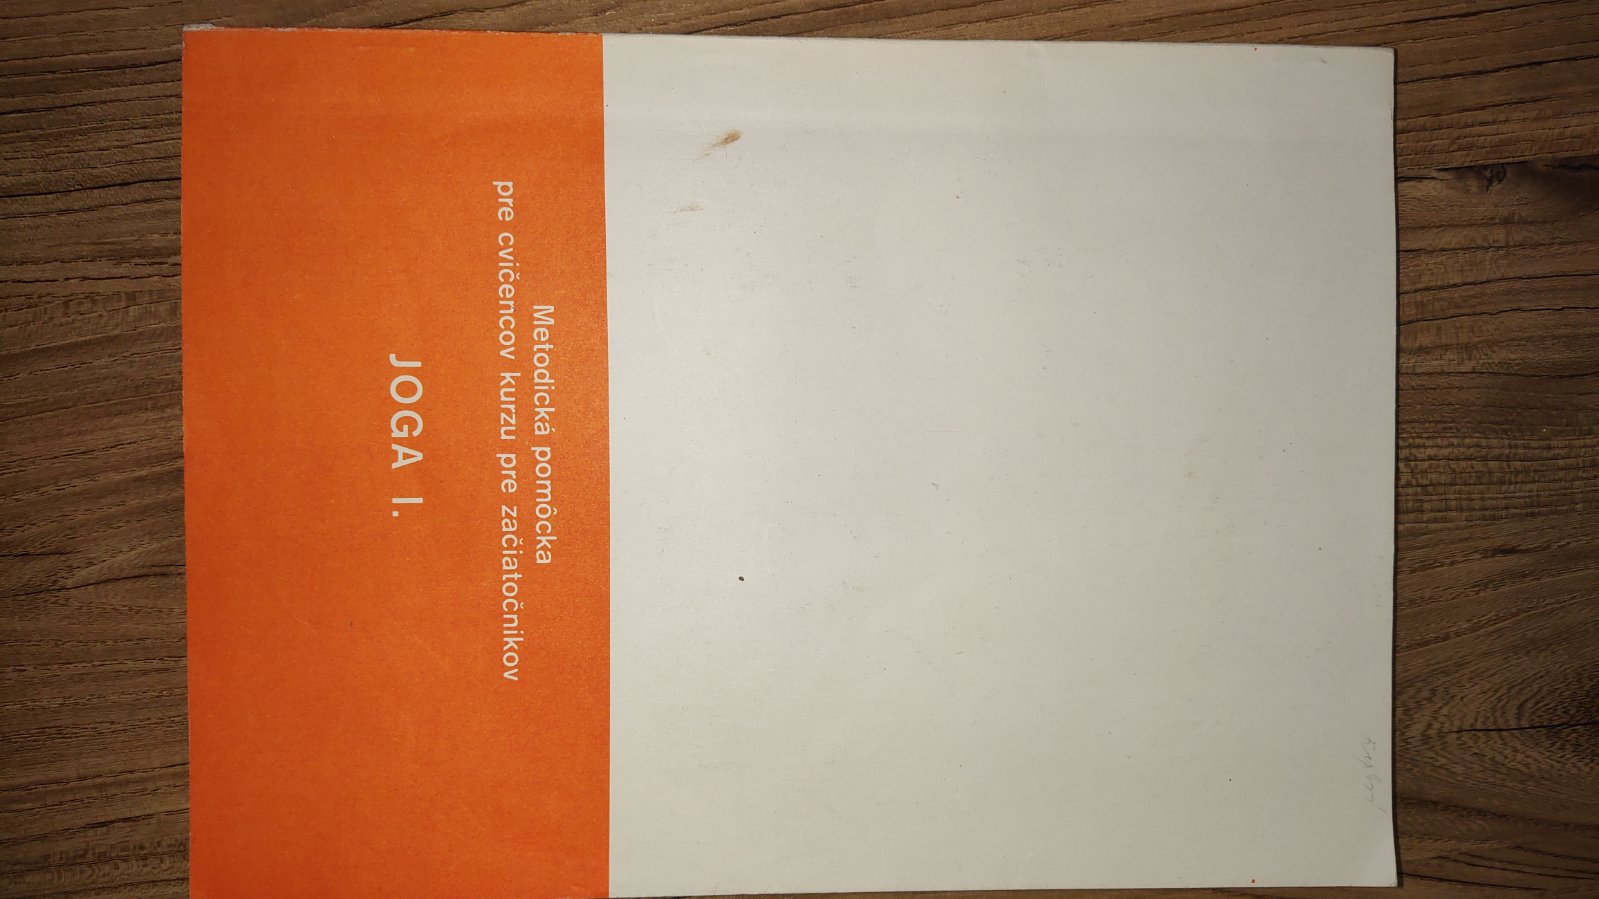 Metodická pomôcka
pre cvičencov kurzu pre začiatočníkov
JOGA I.